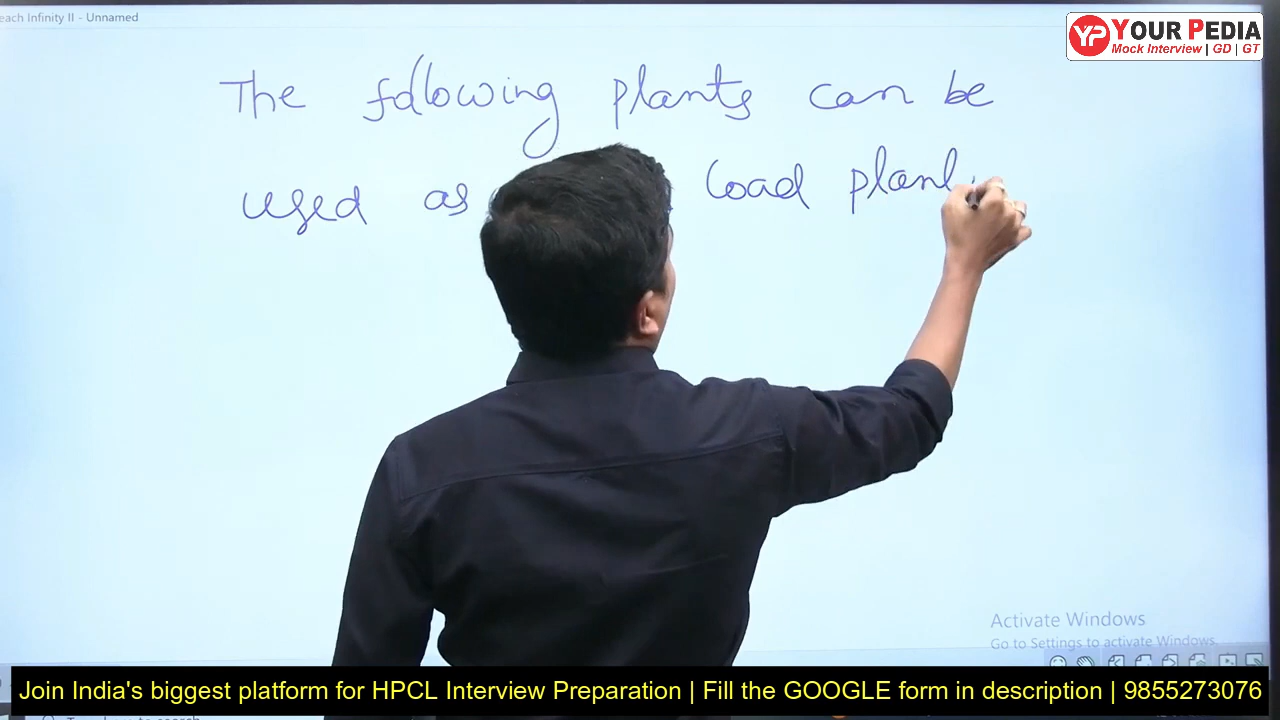 each Infinity II - Unnamed
YP YOUR PEDIA
Mock Interview | GD | GT
The following plants can be
used as load plant
Activate Windows
Go to Settings to activate Windows.
Join India's biggest platform for HPCL Interview Preparation | Fill the GOOGLE form in description | 9855273076